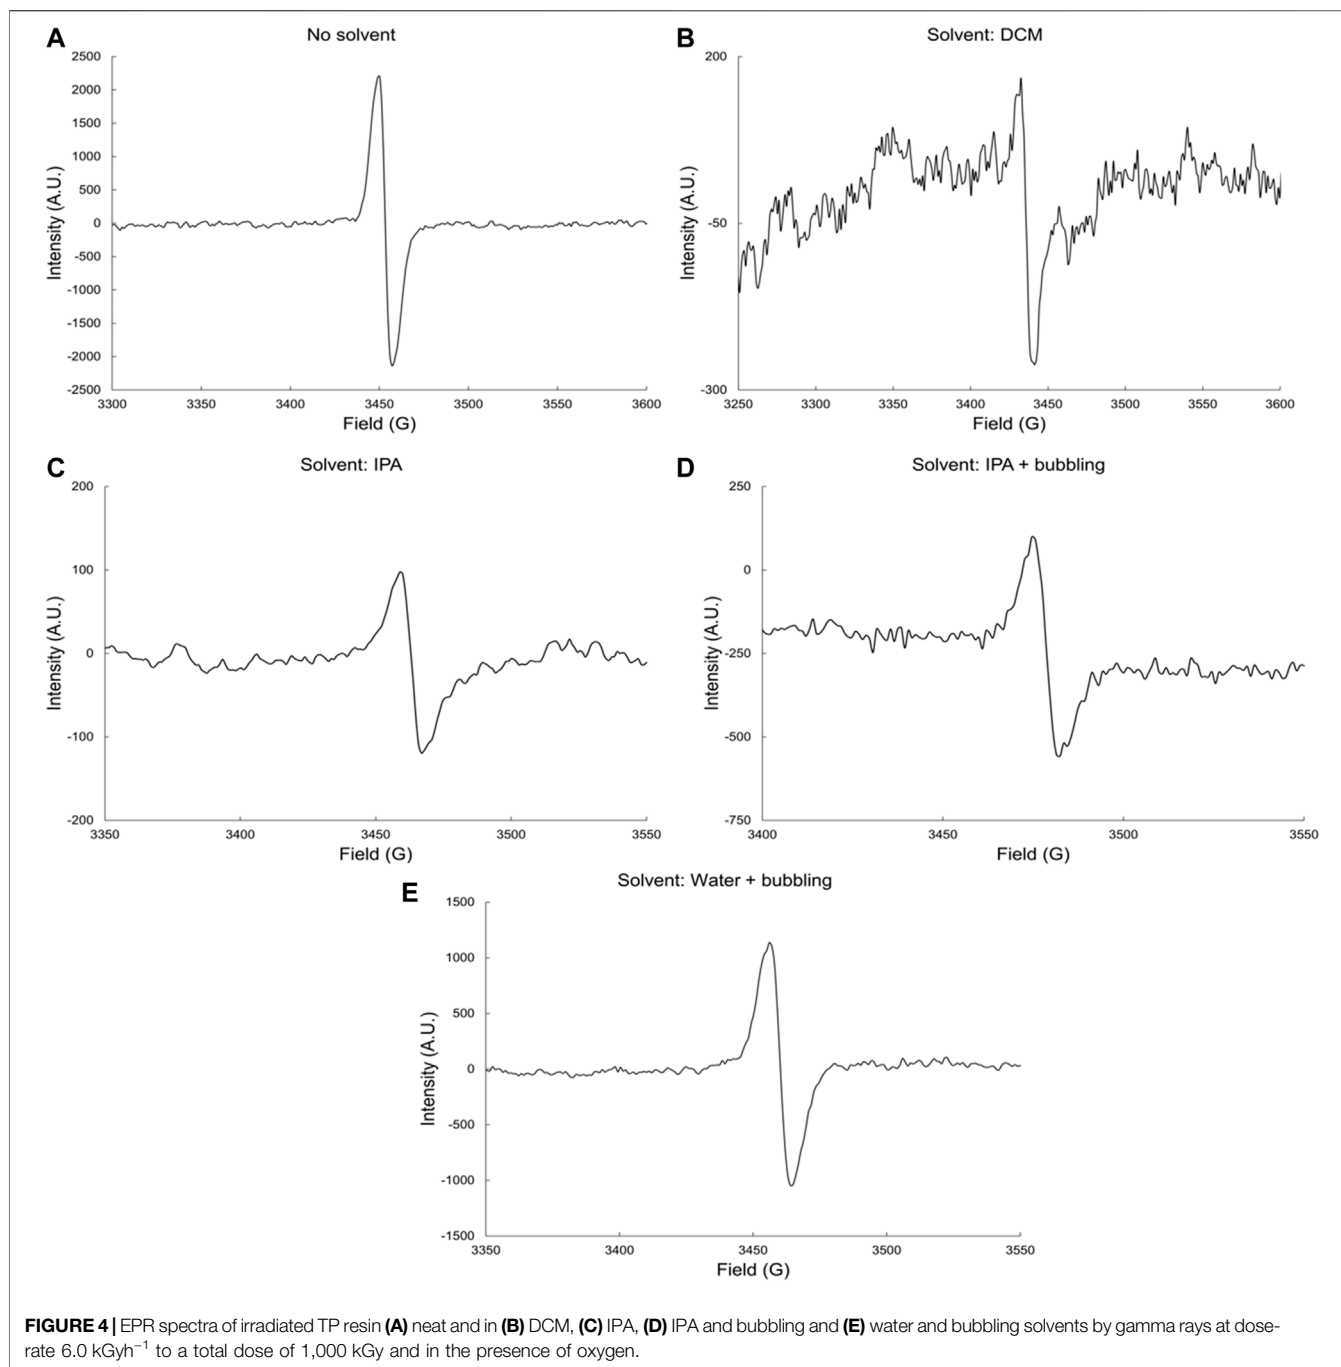 A
No solvent
2500
2000
1500
1000
500
0
-500
-1000
-1500
-2000
-2500
Intensity (A.U.)
3300 3350 3400 3450 3500 3550 3600
Field (G)
B
Solvent: DCM
200
-50
-300
Intensity (A.U.)
3250 3300 3350 3400 3450 3500 3550 3600
Field (G)
C
Solvent: IPA
200
100
0
-100
-200
Intensity (A.U.)
3350 3400 3450 3500 3550
Field (G)
D
Solvent: IPA + bubbling
250
0
-250
-500
-750
Intensity (A.U.)
3400 3450 3500 3550
Field (G)
E
Solvent: Water + bubbling
1500
1000
500
0
-500
-1000
-1500
Intensity (A.U.)
3350 3400 3450 3500 3550
Field (G)
FIGURE 4 | EPR spectra of irradiated TP resin (A) neat and in (B) DCM, (C) IPA, (D) IPA and bubbling and (E) water and bubbling solvents by gamma rays at dose-
rate 6.0 kGyh⁻¹ to a total dose of 1,000 kGy and in the presence of oxygen.